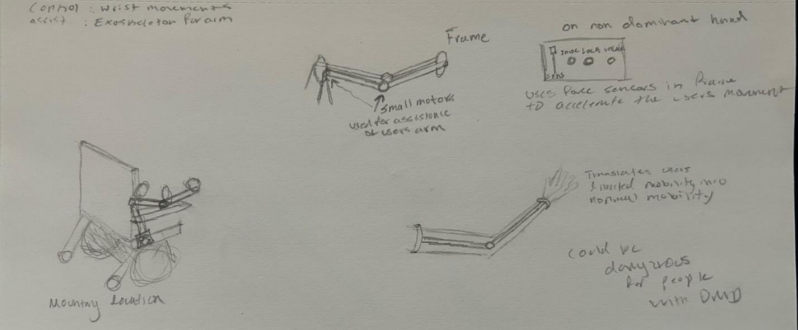 Control : wrist movements
assist : Exoskeleton for arm
Frame
small motors
used for assistance
of users arm
on non dominant hand
uses force sensors in frame
to accelerate the users movement
Mounting location
Translates users
limited mobility into
normal mobility
could be
dangerous
for people
with DMD